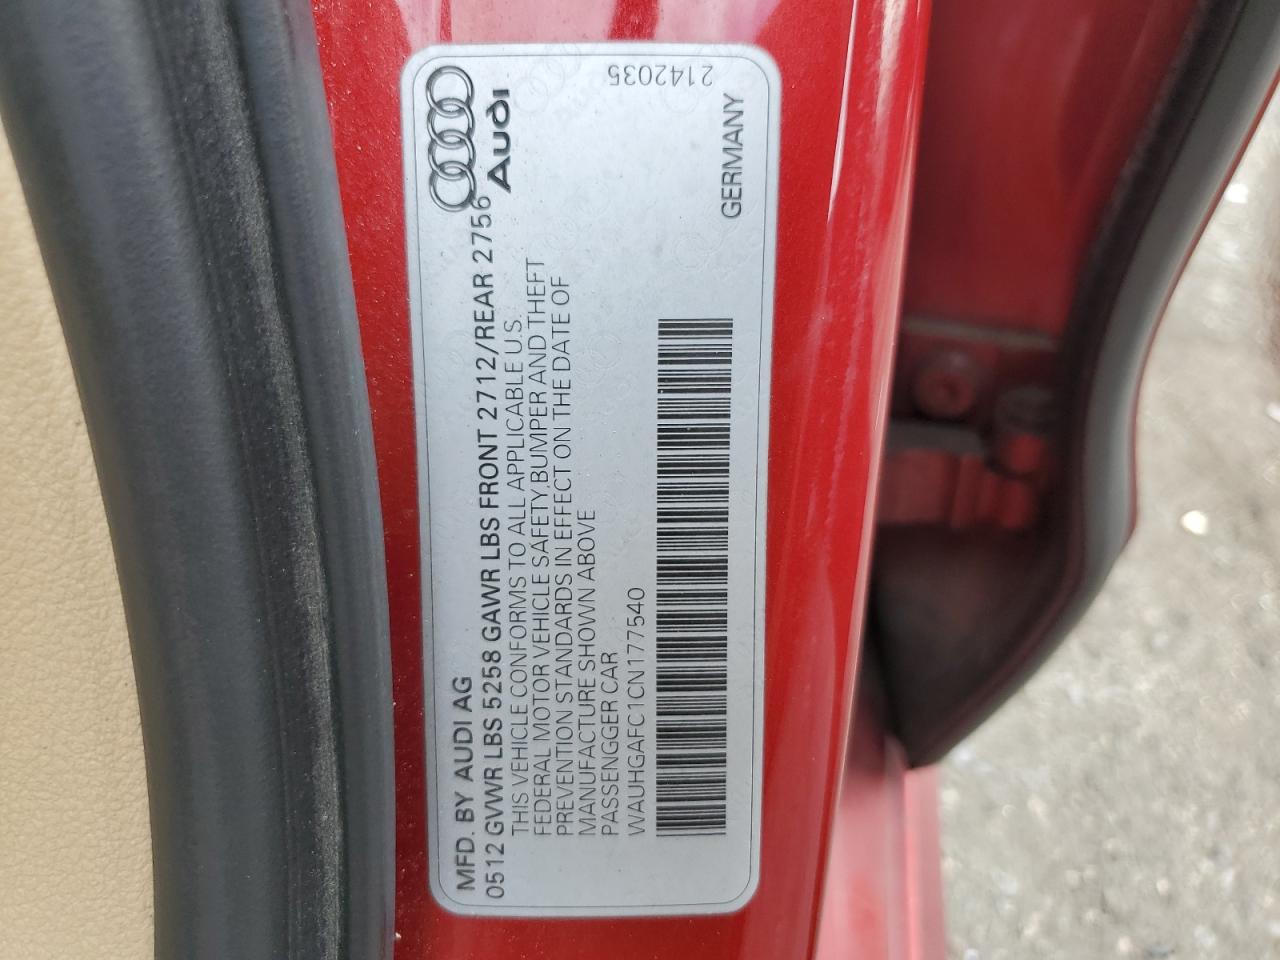 MFD. BY AUDI AG
0512 GVWR LBS 5258 GAWR LBS FRONT 2712/REAR 2756
THIS VEHICLE CONFORMS TO ALL APPLICABLE U.S.
FEDERAL MOTOR VEHICLE SAFETY,BUMPER AND THEFT
PREVENTION STANDARDS IN EFFECT ON THE DATE OF
MANUFACTURE SHOWN ABOVE
PASSENGGER CAR
WAUHGAFC1CN177540
Audi
GERMANY
2142035